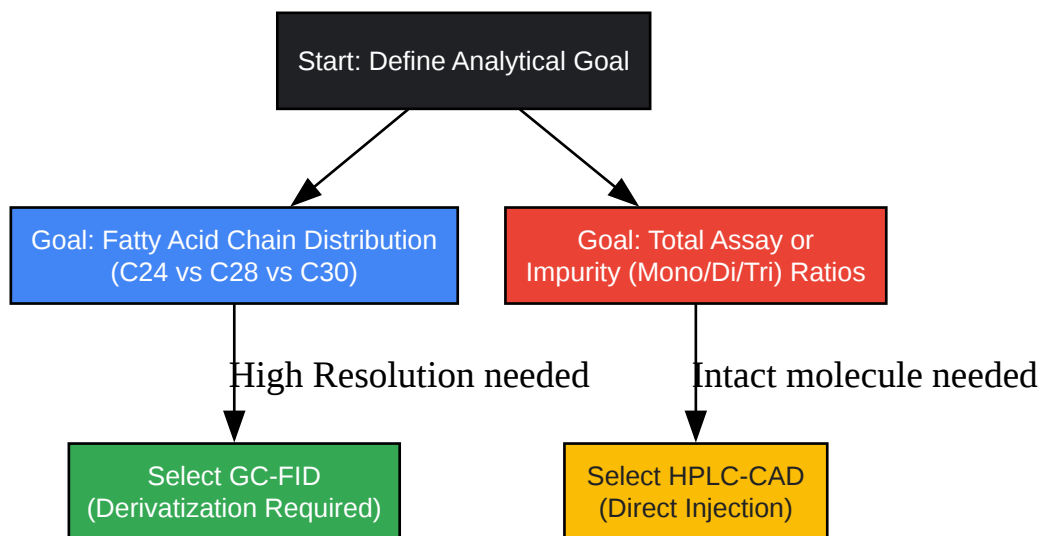 Start: Define Analytical Goal
Goal: Fatty Acid Chain Distribution
(C24 vs C28 vs C30)
Goal: Total Assay or
Impurity (Mono/Di/Tri) Ratios
High Resolution needed
Intact molecule needed
Select GC-FID
(Derivatization Required)
Select HPLC-CAD
(Direct Injection)